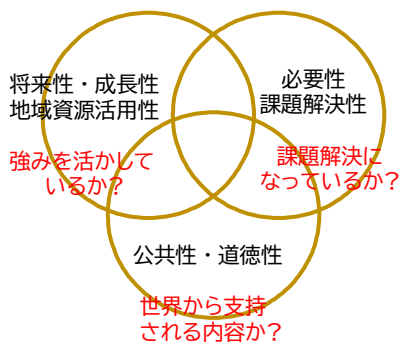 将来性・成長性
地域資源活用性
強みを活かして
いるか?
必要性
課題解決性
課題解決に
なっているか?
公共性・道徳性
世界から支持
される内容か?